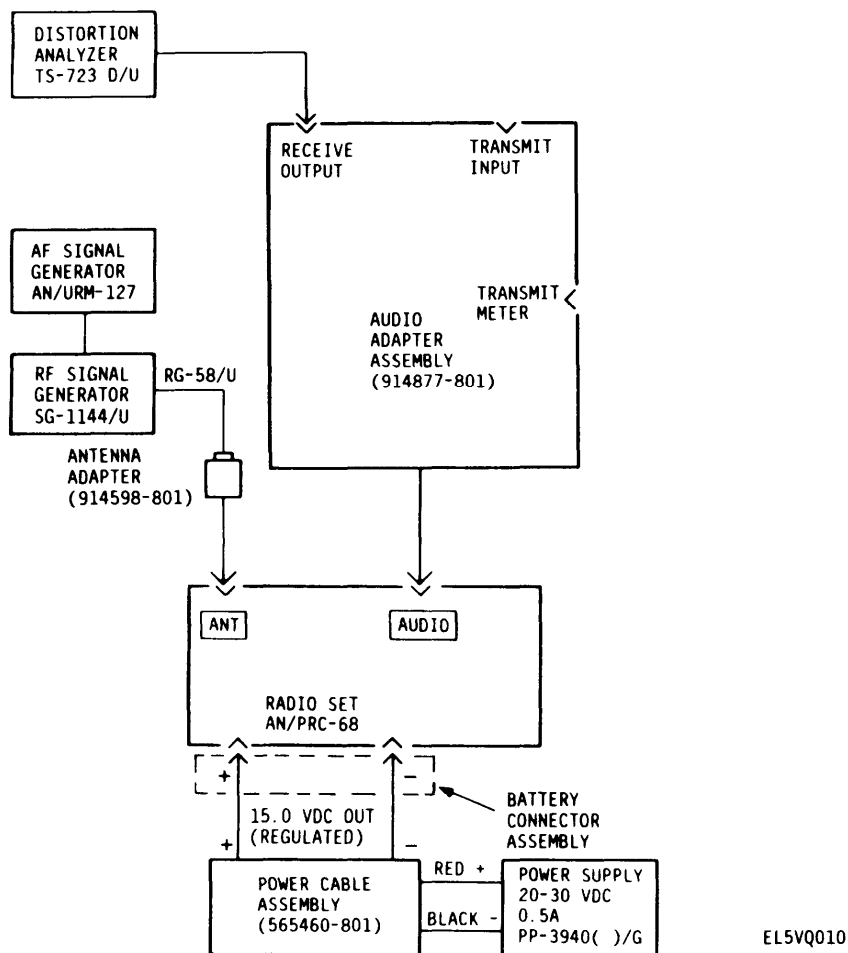 DISTORTION
ANALYZER
TS-723 D/U
RECEIVE
OUTPUT
TRANSMIT
INPUT
AF SIGNAL
GENERATOR
AN/URM-127
TRANSMIT
METER
AUDIO
ADAPTER
ASSEMBLY
(914877-801)
RF SIGNAL
GENERATOR
SG-1144/U
RG-58/U
ANTENNA
ADAPTER
(914598-801)
ANT
AUDIO
RADIO SET
AN/PRC-68
+ -
15.0 VDC OUT
(REGULATED)
+ -
BATTERY
CONNECTOR
ASSEMBLY
POWER CABLE
ASSEMBLY
(565460-801)
RED +
BLACK -
POWER SUPPLY
20-30 VDC
0.5A
PP-3940( )/G
EL5VQ010